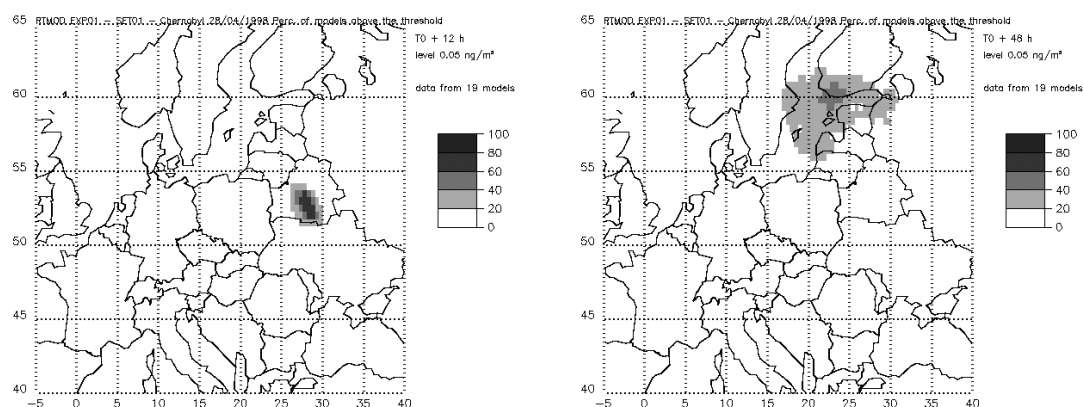 RTMOD EXP01 – SET01 – Chernobyl 28/04/1998 Perc. of models above the threshold
T0 + 12 h
level 0.05 ng/m³
data from 19 models
100
80
60
40
20
0
65
60
55
50
45
40
-5 0 5 10 15 20 25 30 35 40
RTMOD EXP01 – SET01 – Chernobyl 28/04/1998 Perc. of models above the threshold
T0 + 48 h
level 0.05 ng/m³
data from 19 models
100
80
60
40
20
0
65
60
55
50
45
40
-5 0 5 10 15 20 25 30 35 40